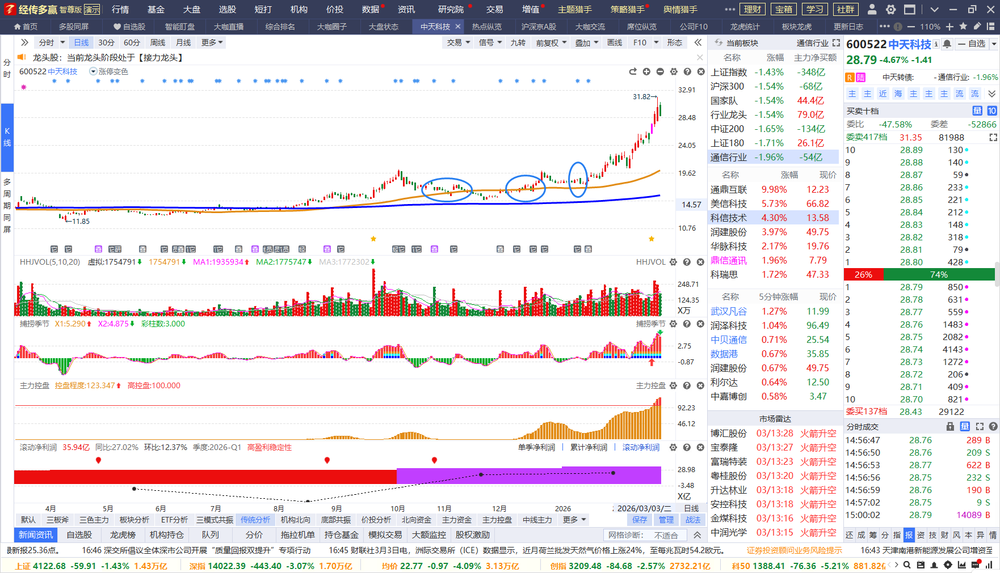 经传多赢 智尊版 演示 行情 基金 大盘 选股 短打 机构 价投 数据 资讯 研究院 交易 增值 主题猎手 策略猎手 舆情猎手 理财 宝箱 学习 社群
首页 多股同屏 自选股 智能盯盘 大咖直播 综合排名 大咖圈子 大盘状态 中天科技 热点纵览 沪深京A股 大咖交流 席位纵览 公司F10 龙虎统计 板块龙虎 更新日志 110%
分时 日线 30分 60分 周线 月线 更多 交易 信号 九转 前复权 叠加 画线 F10 形态
龙头股：当前龙头阶段处于【接力龙头】
600522 中天科技 涨停变色
分时
K线
多周期同屏
32.91
31.82
28.48
24.05
19.62
14.57
11.85
10.76
HHJVOL(5,10,20) 虚拟:1754791 1754791 MA1:1935934 MA2:1775747 MA3:1772302 HHJVOL
248.71
124.35
X万
捕捞季节 X1:5.290 X2:4.875 彩柱数:3.000 捕捞季节
2.75
-0.87
主力控盘 控盘程度:123.347 高控盘:100.000 主力控盘
92.23
46.12
滚动净利润 35.94亿 同比:27.02% 环比:12.37% 季度:2026-Q1 高盈利稳定性 单季净利润 累计净利润 滚动净利润
28.98
-3.48
X亿
4月 5月 6月 7月 8月 9月 10月 11月 12月 2026 2026/03/03/二 日线
默认 三板斧 三色主力 板块分析 ETF分析 三模式共振 传统分析 机构北向 底部共振 价投分析 北向资金 主力资金 主力控盘 中线主力 更多 保存 管理 战法
新闻资讯 自选股 龙虎榜 机构持仓 队列 分价 拖拉机单 持仓基金 模拟交易 大额监控 股权激励 网格诊断： 不适合
当前板块 通信行业
名称 涨幅 主力净买额
上证指数 -1.43% -348亿
沪深300 -1.54% -68亿
国家队 -1.54% 44.4亿
行业龙头 -1.54% 79.0亿
中证200 -1.65% -134亿
上证180 -1.71% 26.1亿
通信行业 -1.96% -54亿
名称 涨幅 现价
通鼎互联 9.98% 12.23
美信科技 5.73% 66.82
科信技术 4.30% 13.58
润建股份 3.97% 49.75
华脉科技 2.17% 19.76
鼎信通讯 1.96% 7.79
科瑞思 1.72% 47.33
名称 5分钟涨幅 现价
武汉凡谷 1.27% 11.99
润泽科技 1.04% 96.49
中贝通信 0.71% 25.54
数据港 0.67% 35.85
润建股份 0.67% 49.75
利尔达 0.64% 12.50
中嘉博创 0.58% 3.47
市场雷达
博汇股份 03/13:28 火箭升空
宝泰隆 03/13:27 火箭升空
富瑞特装 03/13:23 火箭升空
粤桂股份 03/13:20 火箭升空
升达林业 03/13:18 火箭升空
安控科技 03/13:18 火箭升空
金煤科技 03/13:16 火箭升空
中润光学 03/13:15 火箭升空
600522 中天科技 自选
28.79 -4.67% -1.41
R 陆 中天转债: - 通信行业: -1.96%
主 主 近 海 主 主 主 流 流
买卖十档 量 10
委比 -47.58% 委差 -52866
委卖417档 31.35 81988
10 28.89 130
9 28.88 140
8 28.87 59
7 28.86 233
6 28.85 221
5 28.84 212
4 28.83 148
3 28.82 318
2 28.81 79
1 28.80 428
26% 74%
1 28.79 850
2 28.78 631
3 28.77 559
4 28.76 1483
5 28.75 2082
6 28.74 4143
7 28.73 1272
8 28.72 206
9 28.71 409
10 28.70 821
委买137档 28.43 29122
分时成交 量
14:56:47 28.76 289 B
14:56:50 28.76 209 S
14:56:53 28.77 622 B
14:56:56 28.75 232 S
14:56:59 28.76 190 B
14:57:02 28.75 9 S
15:00:02 28.79 14089 B
还 成 筹 分 指 报 资 技 财 风 本 异 情
最新报25.36点。 16:46 深交所倡议全体深市公司开展“质量回报双提升”专项行动 16:45 财联社3月3日电，洲际交易所（ICE）数据显示，近月荷兰批发天然气价格上涨24%，至每兆瓦时54.2欧元。 证券投资顾问业务风险提示 16:43 天津南港新能源发展公司增资至
上证 4122.68 -59.91 -1.43% 1.43万亿 深指 14022.39 -443.40 -3.07% 1.70万亿 均价 22.77 -0.97 -4.09% 3.13万亿 创指 3209.48 -84.68 -2.57% 2732.21亿 科50 1388.41 -76.36 -5.21% 881.82亿